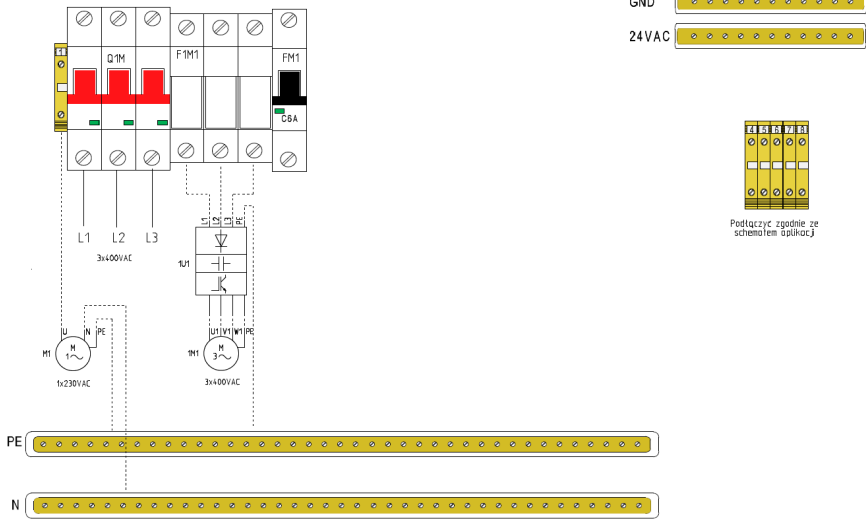 GND
24VAC
1
Q1M
F1M1
FM1
C6A
4 5 6 7 8
Podłączyć zgodnie ze
schematem aplikacji
L1 L2 L3
3x400VAC
L1 L2 L3 PE
1U1
U N PE
M1
M
1~
1x230VAC
U1 V1 W1 PE
1M1
M
3~
3x400VAC
PE
N